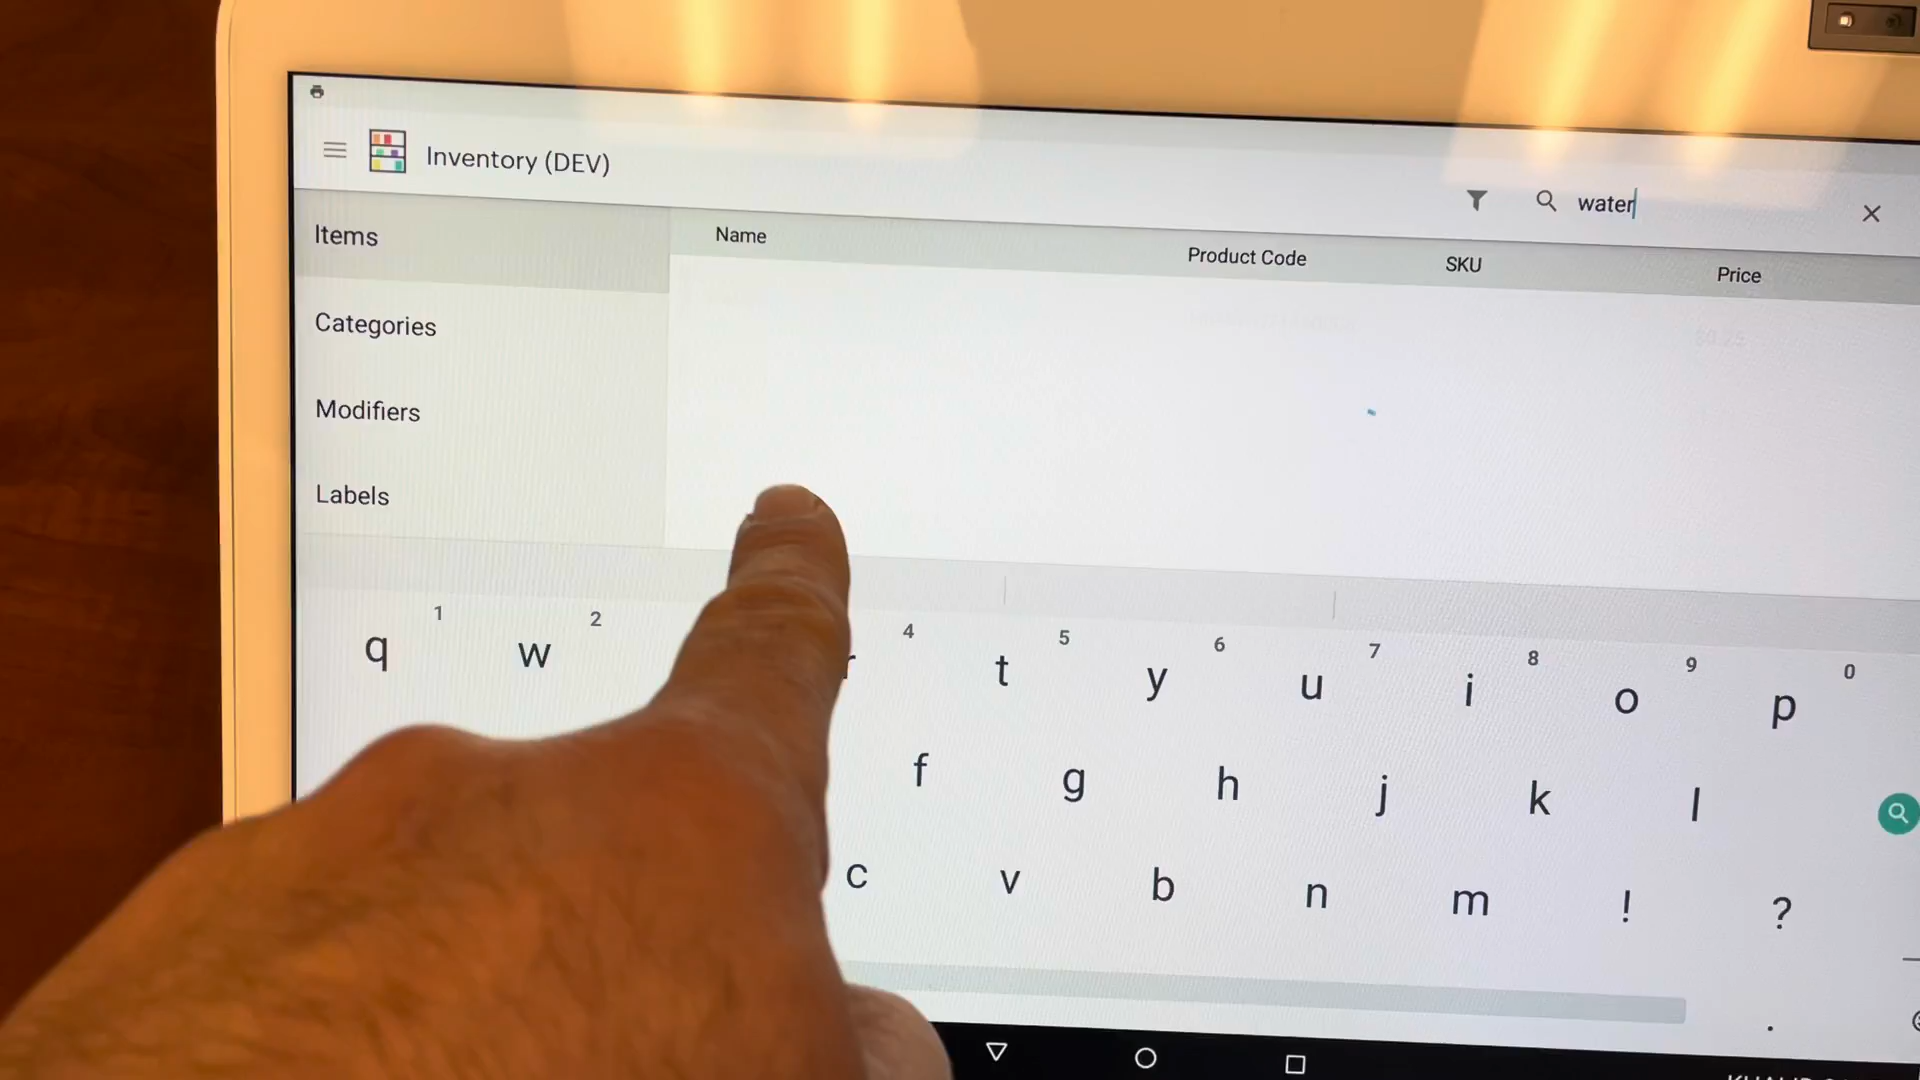 Inventory (DEV)
water
Items
Name
Product Code
SKU
Price
Categories
Modifiers
Labels
1 2 4 5 6 7 8 9 0
q w r t y u i o p
f g h j k l
c v b n m ! ?
.